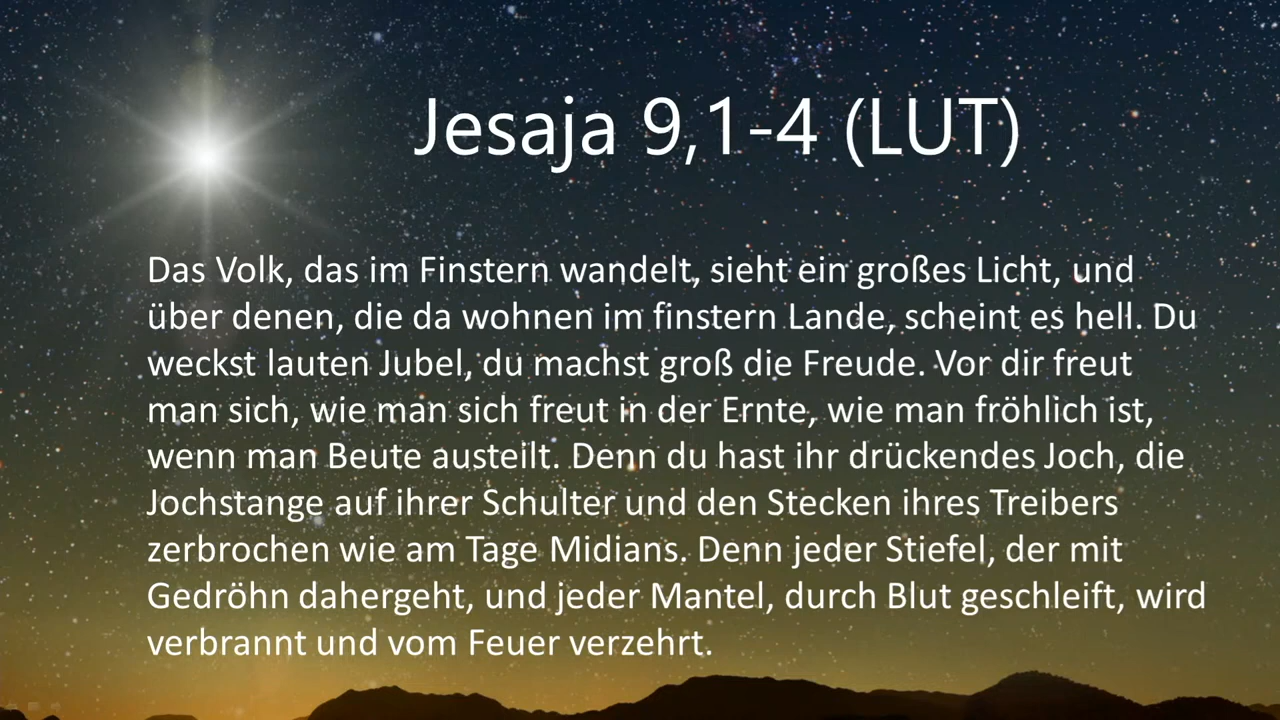 Jesaja 9,1-4 (LUT)
Das Volk, das im Finstern wandelt, sieht ein großes Licht, und
über denen, die da wohnen im finstern Lande, scheint es hell. Du
weckst lauten Jubel, du machst groß die Freude. Vor dir freut
man sich, wie man sich freut in der Ernte, wie man fröhlich ist,
wenn man Beute austeilt. Denn du hast ihr drückendes Joch, die
Jochstange auf ihrer Schulter und den Stecken ihres Treibers
zerbrochen wie am Tage Midians. Denn jeder Stiefel, der mit
Gedröhn dahergeht, und jeder Mantel, durch Blut geschleift, wird
verbrannt und vom Feuer verzehrt.